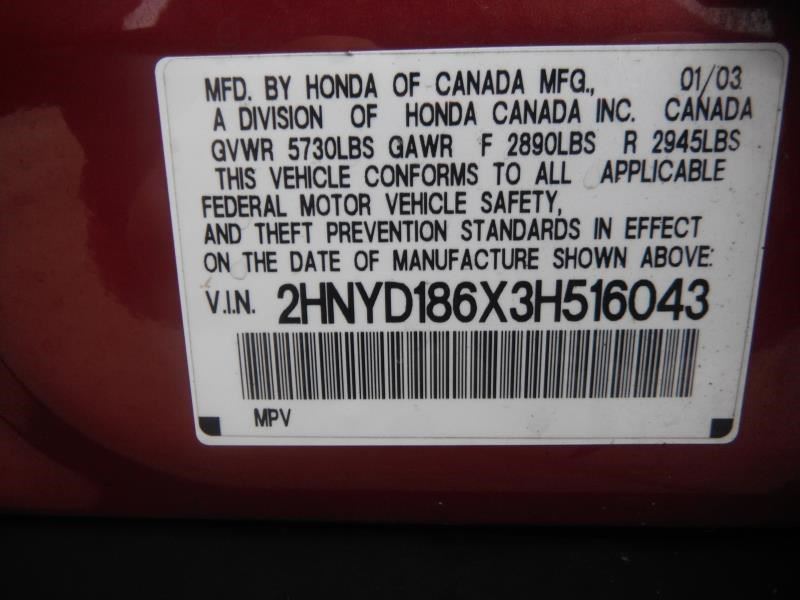 MFD. BY HONDA OF CANADA MFG., 01/03
A DIVISION OF HONDA CANADA INC. CANADA
GVWR 5730LBS GAWR F 2890LBS R 2945LBS
THIS VEHICLE CONFORMS TO ALL APPLICABLE
FEDERAL MOTOR VEHICLE SAFETY,
AND THEFT PREVENTION STANDARDS IN EFFECT
ON THE DATE OF MANUFACTURE SHOWN ABOVE:
V.I.N. 2HNYD186X3H516043
MPV